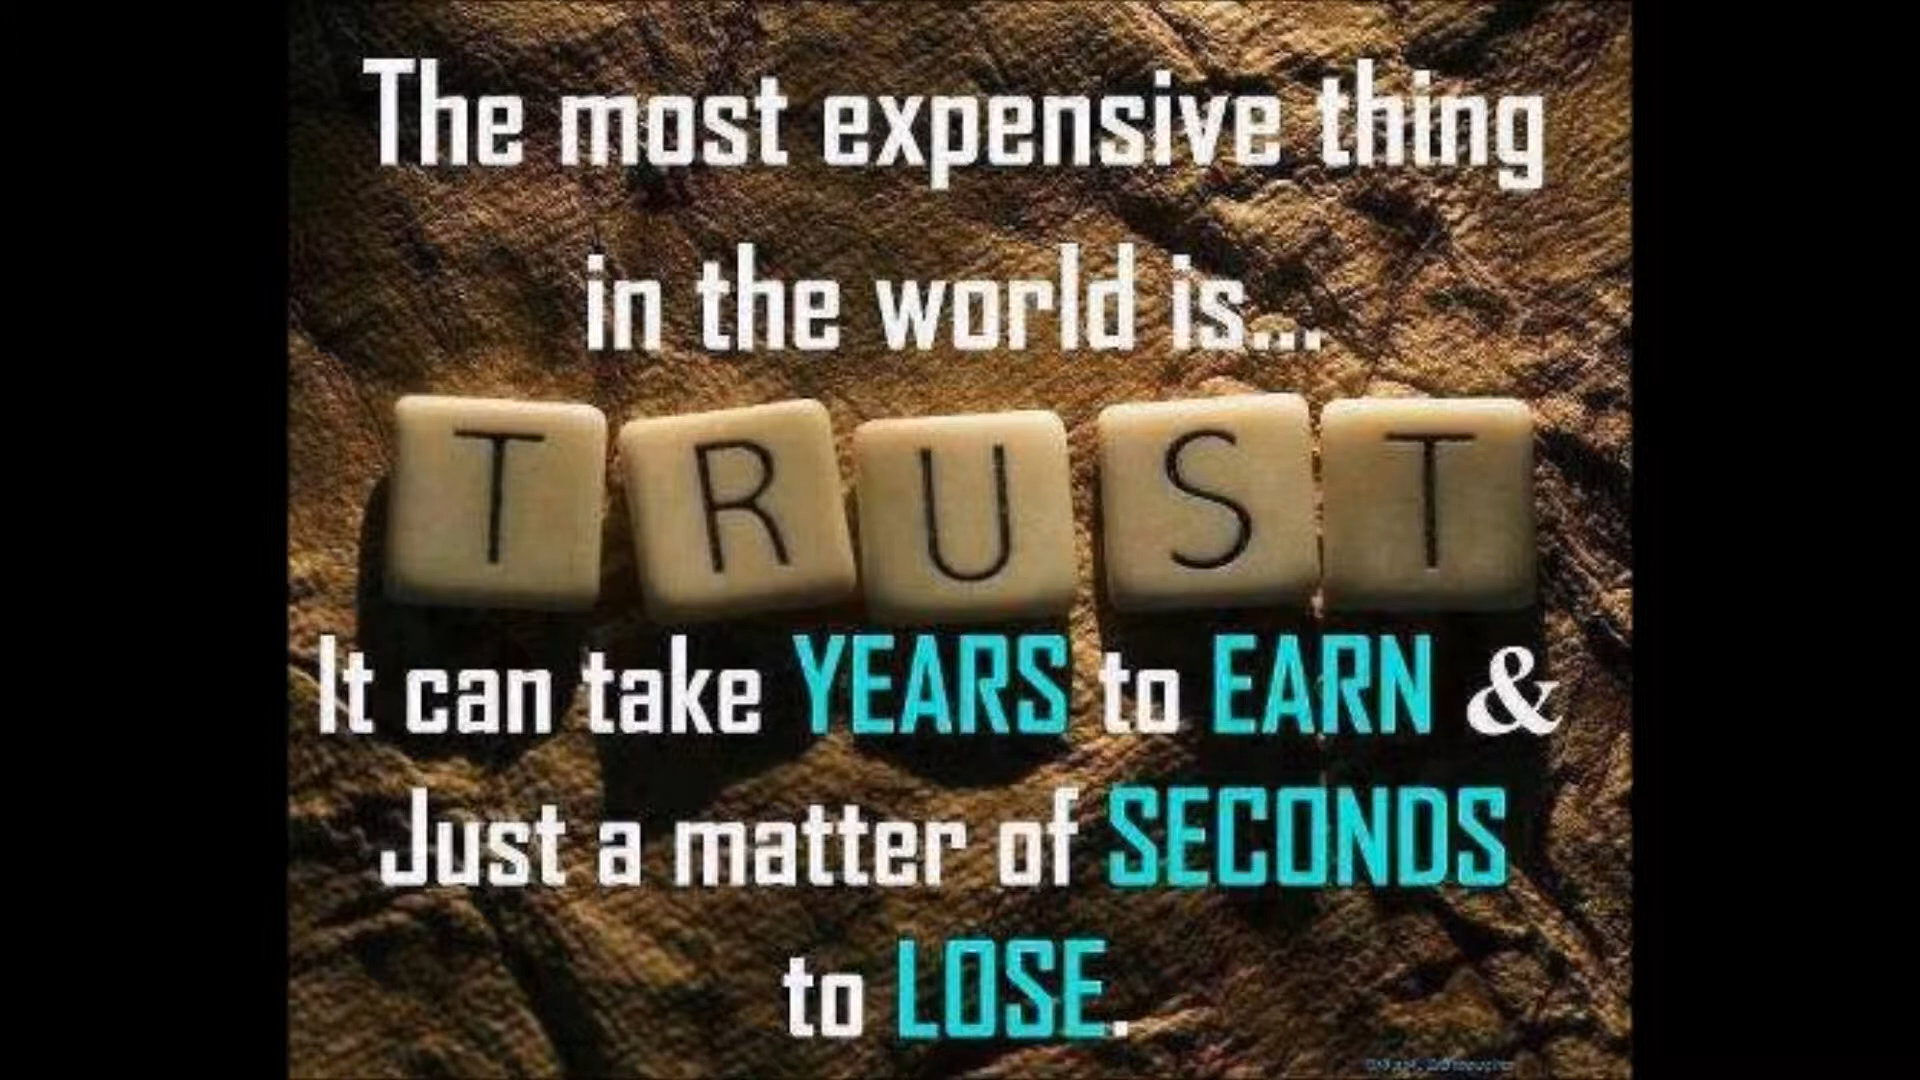 The most expensive thing
in the world is...
TRUST
It can take YEARS to EARN &
Just a matter of SECONDS
to LOSE.